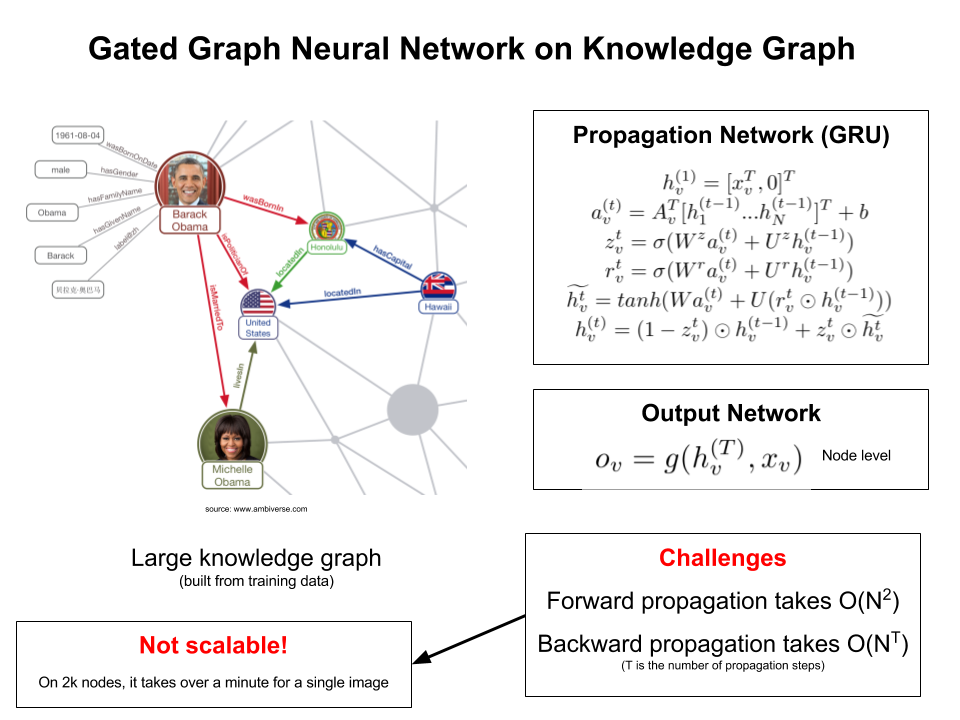 Gated Graph Neural Network on Knowledge Graph
1961-08-04
wasBornOnDate
male
hasGender
hasFamilyName
Obama
hasGivenName
Barack
label@zh
贝拉克·奥巴马
Barack
Obama
wasBornIn
Honolulu
isPoliticianOf
locatedIn
hasCapital
locatedIn
Hawaii
United
States
isMarriedTo
livesIn
Michelle
Obama
source: www.ambiverse.com
Large knowledge graph
(built from training data)
Propagation Network (GRU)
h_v^{(1)} = [x_v^T, 0]^T
a_v^{(t)} = A_v^T[h_1^{(t-1)}...h_N^{(t-1)}]^T + b
z_v^t = σ(W^z a_v^{(t)} + U^z h_v^{(t-1)})
r_v^t = σ(W^r a_v^{(t)} + U^r h_v^{(t-1)})
\widetilde{h_v^t} = tanh(W a_v^{(t)} + U(r_v^t ⊙ h_v^{(t-1)}))
h_v^{(t)} = (1 - z_v^t) ⊙ h_v^{(t-1)} + z_v^t ⊙ \widetilde{h_v^t}
Output Network
o_v = g(h_v^{(T)}, x_v) Node level
Challenges
Forward propagation takes O(N²)
Backward propagation takes O(N^T)
(T is the number of propagation steps)
Not scalable!
On 2k nodes, it takes over a minute for a single image